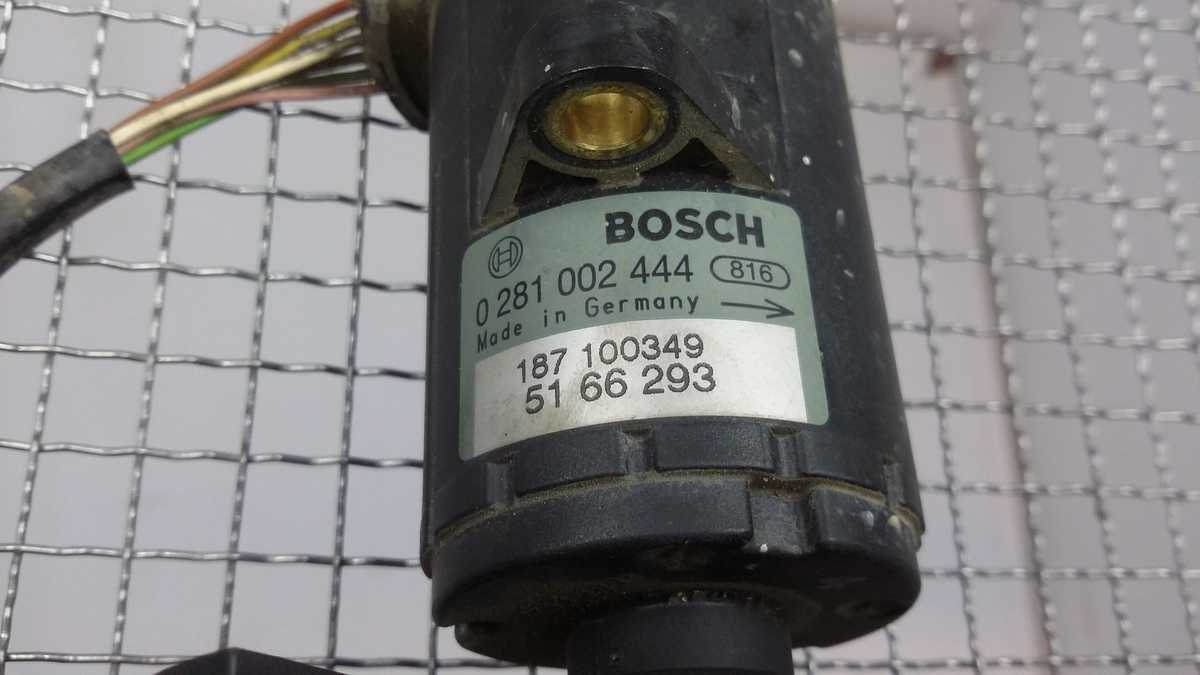 BOSCH
0 281 002 444 816
Made in Germany
187 100349
51 66 293